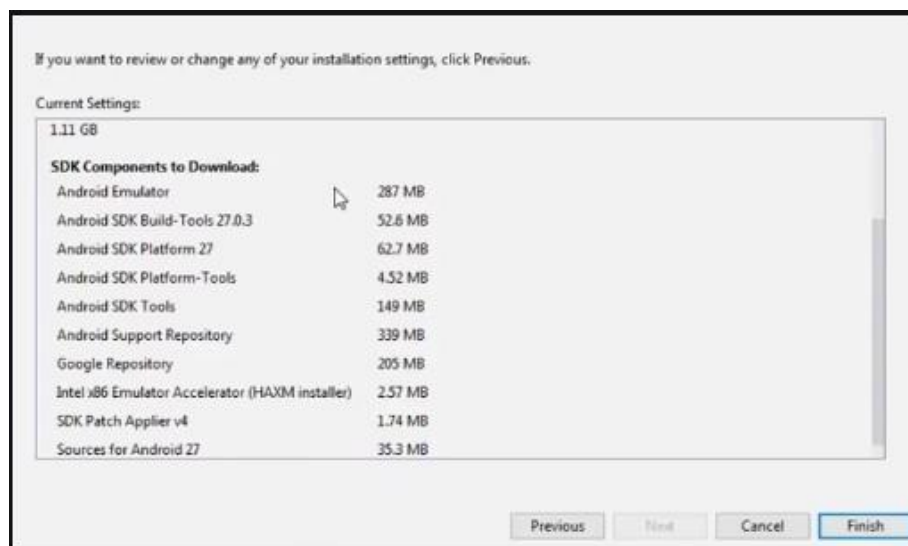 If you want to review or change any of your installation settings, click Previous.
Current Settings:
1.11 GB
SDK Components to Download:
Android Emulator 287 MB
Android SDK Build-Tools 27.0.3 52.6 MB
Android SDK Platform 27 62.7 MB
Android SDK Platform-Tools 4.52 MB
Android SDK Tools 149 MB
Android Support Repository 339 MB
Google Repository 205 MB
Intel x86 Emulator Accelerator (HAXM installer) 2.57 MB
SDK Patch Applier v4 1.74 MB
Sources for Android 27 35.3 MB
Previous Next Cancel Finish